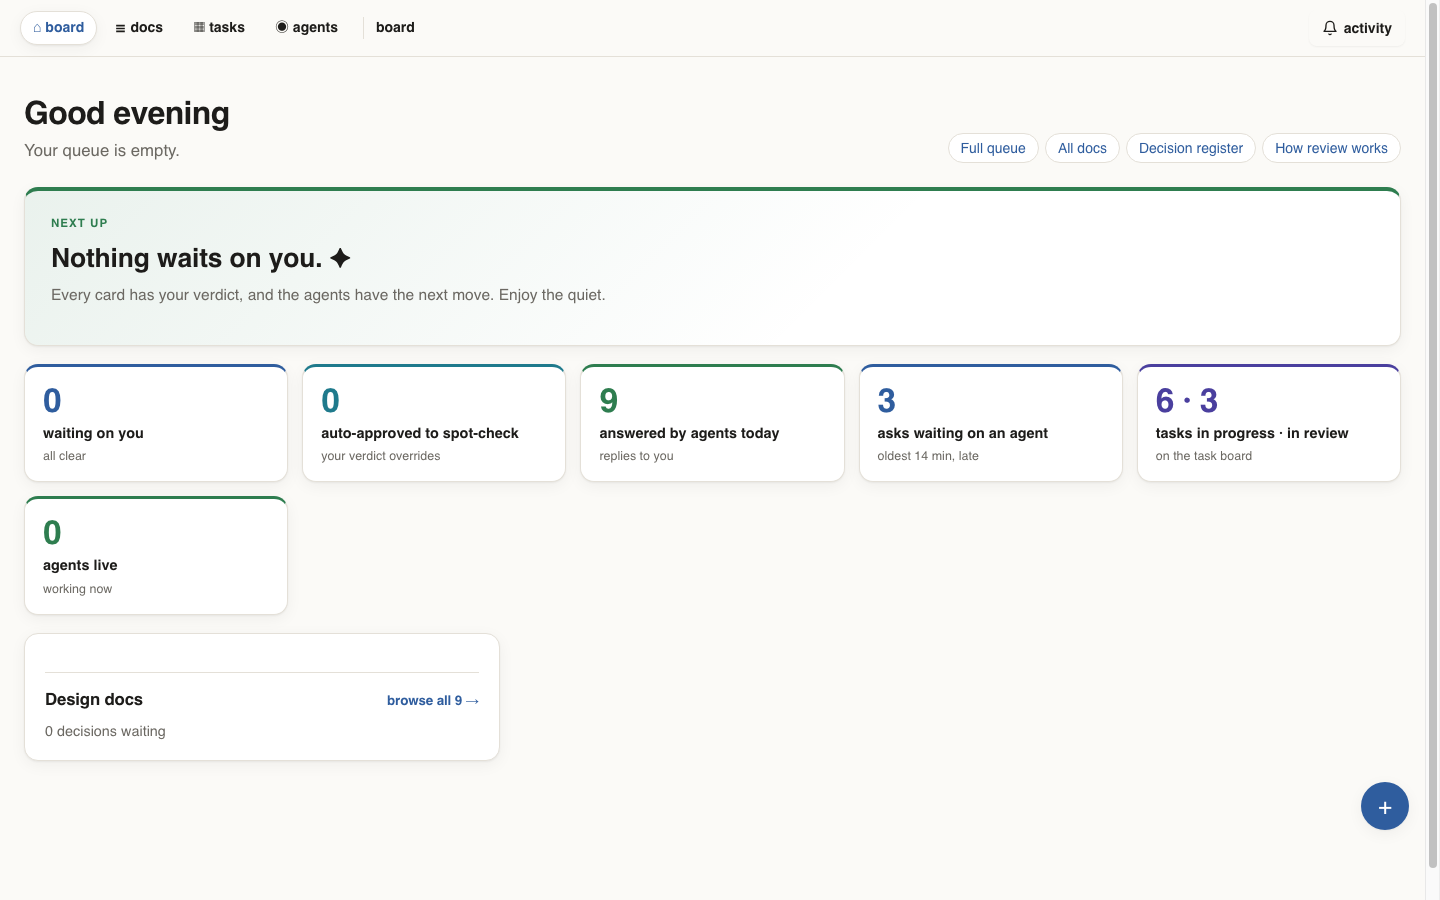 ⌂ board
≡ docs
▦ tasks
◉ agents
board
activity
Good evening
Your queue is empty.
Full queue
All docs
Decision register
How review works
NEXT UP
Nothing waits on you. ✦
Every card has your verdict, and the agents have the next move. Enjoy the quiet.
0
waiting on you
all clear
0
auto-approved to spot-check
your verdict overrides
9
answered by agents today
replies to you
3
asks waiting on an agent
oldest 14 min, late
6 · 3
tasks in progress · in review
on the task board
0
agents live
working now
Design docs
browse all 9 →
0 decisions waiting
+